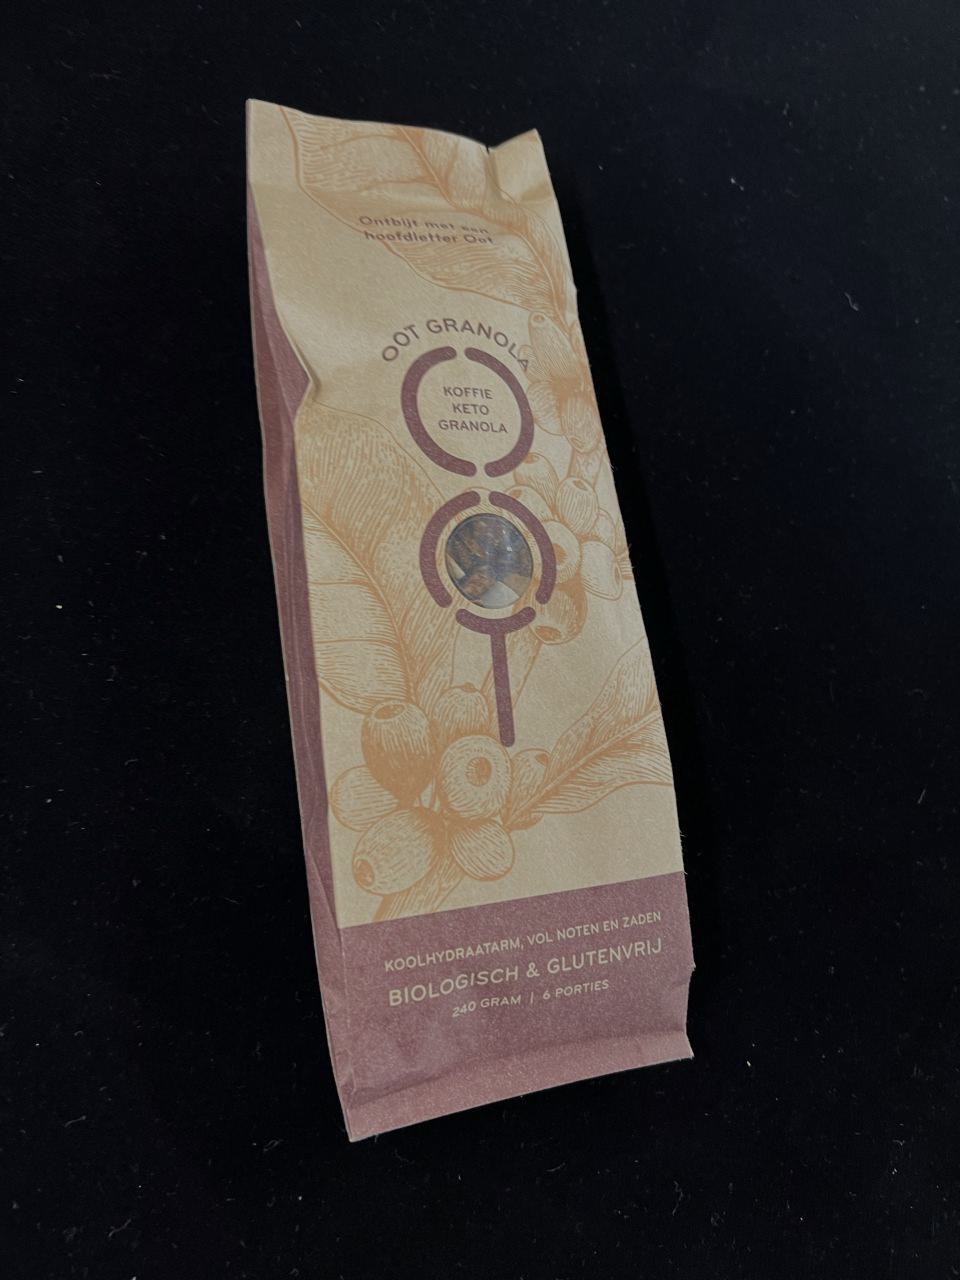 Ontbijt met een
hoofdletter Oot
OOT GRANOLA
KOFFIE
KETO
GRANOLA
OOT
KOOLHYDRAATARM, VOL NOTEN EN ZADEN
BIOLOGISCH & GLUTENVRIJ
240 GRAM | 6 PORTIES